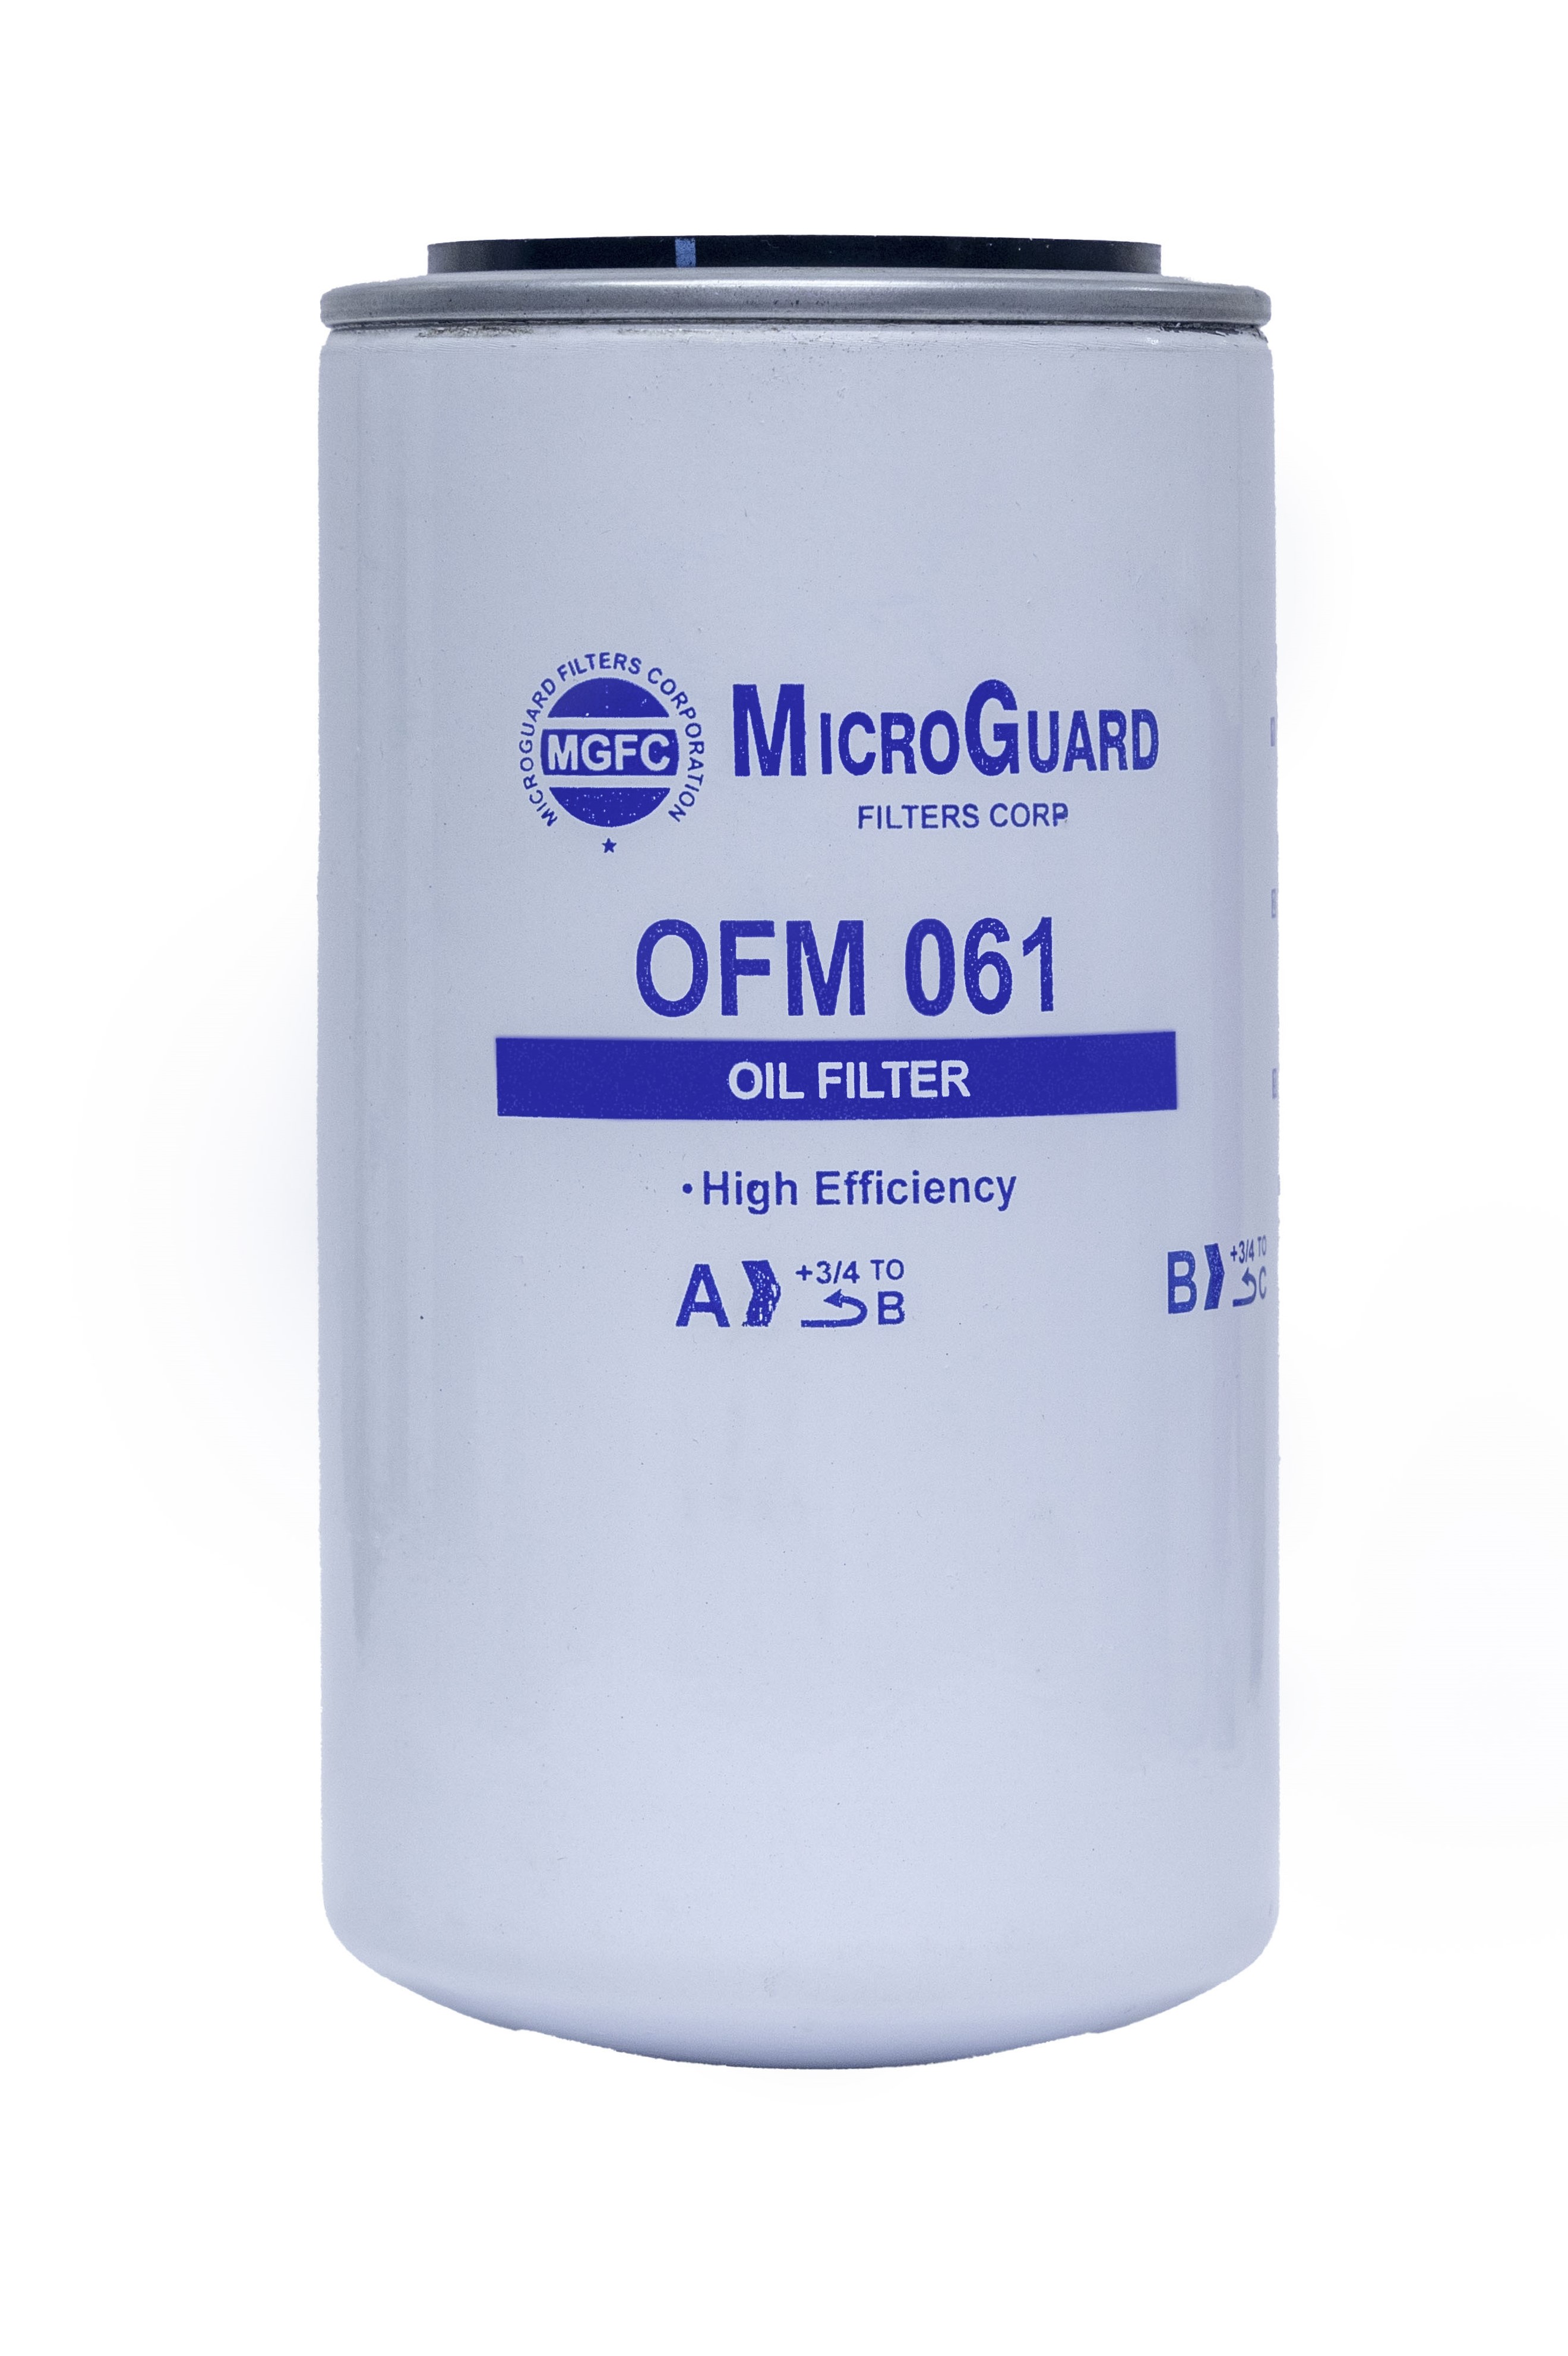 MICROGUARD FILTERS CORPORATION
MGFC
MICROGUARD
FILTERS CORP
OFM 061
OIL FILTER
•High Efficiency
A +3/4 TO B
B +3/4 TO C